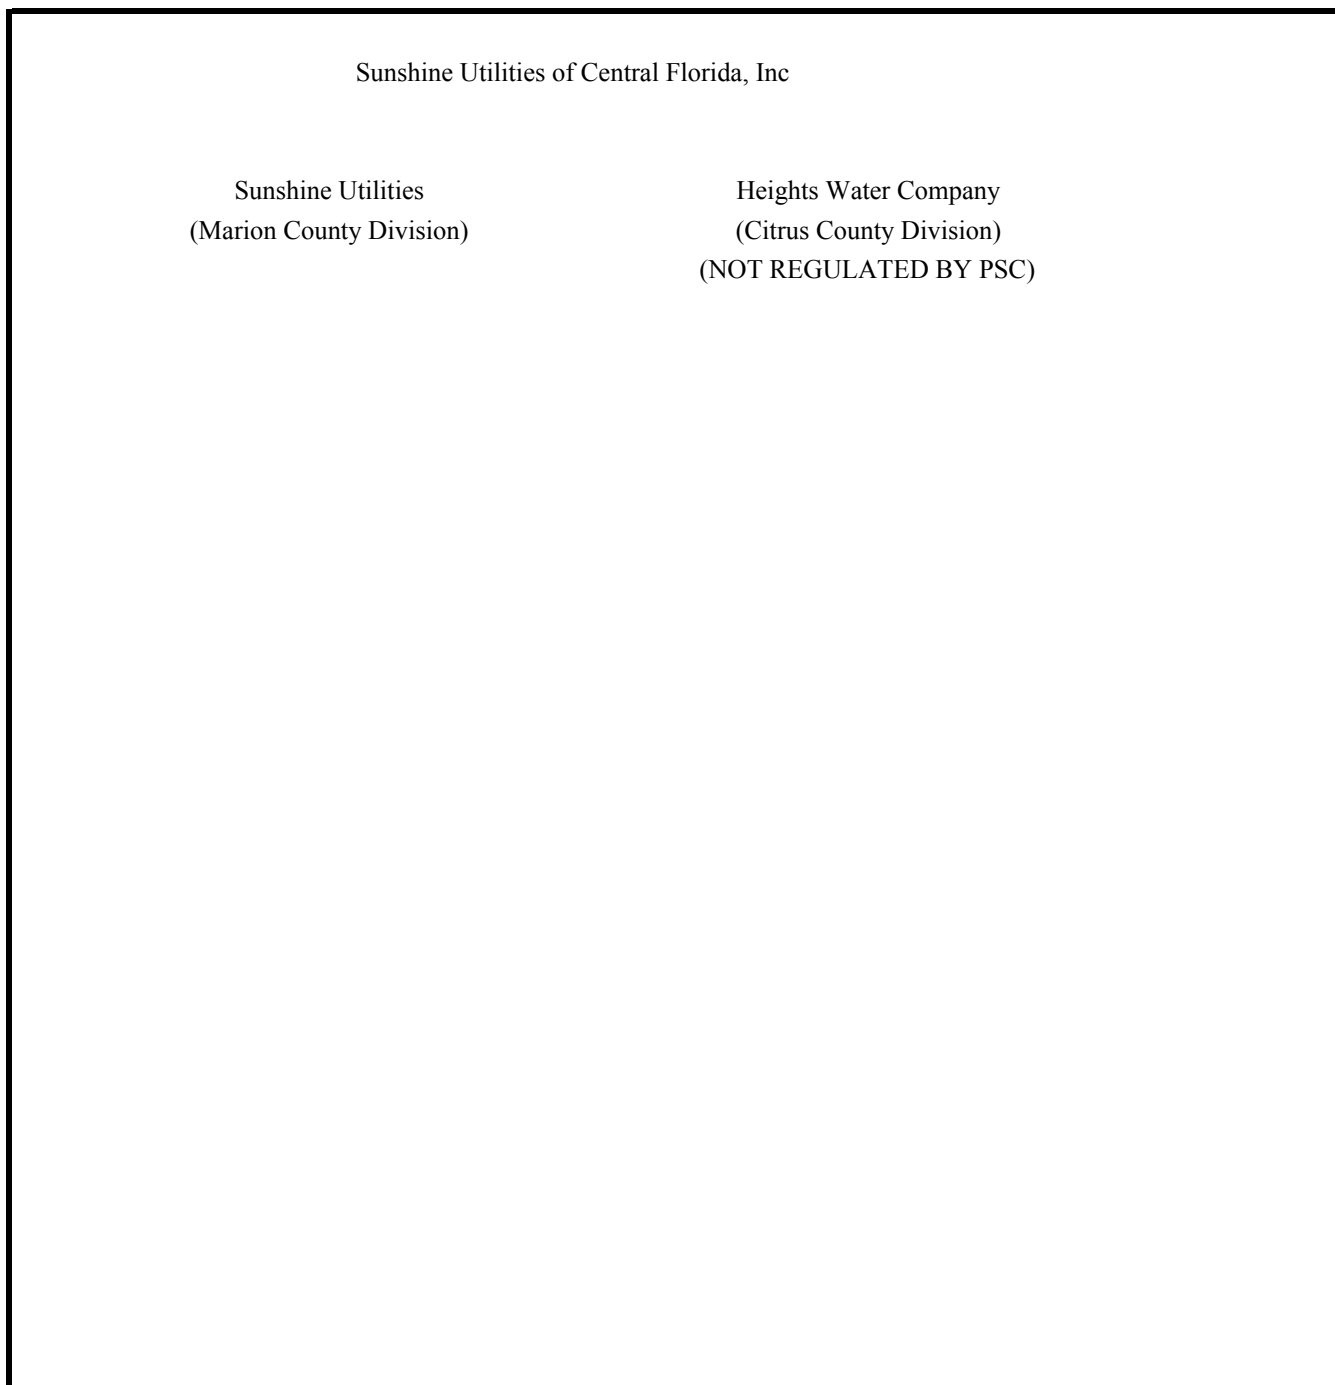 Sunshine Utilities of Central Florida, Inc
Sunshine Utilities
(Marion County Division)
Heights Water Company
(Citrus County Division)
(NOT REGULATED BY PSC)